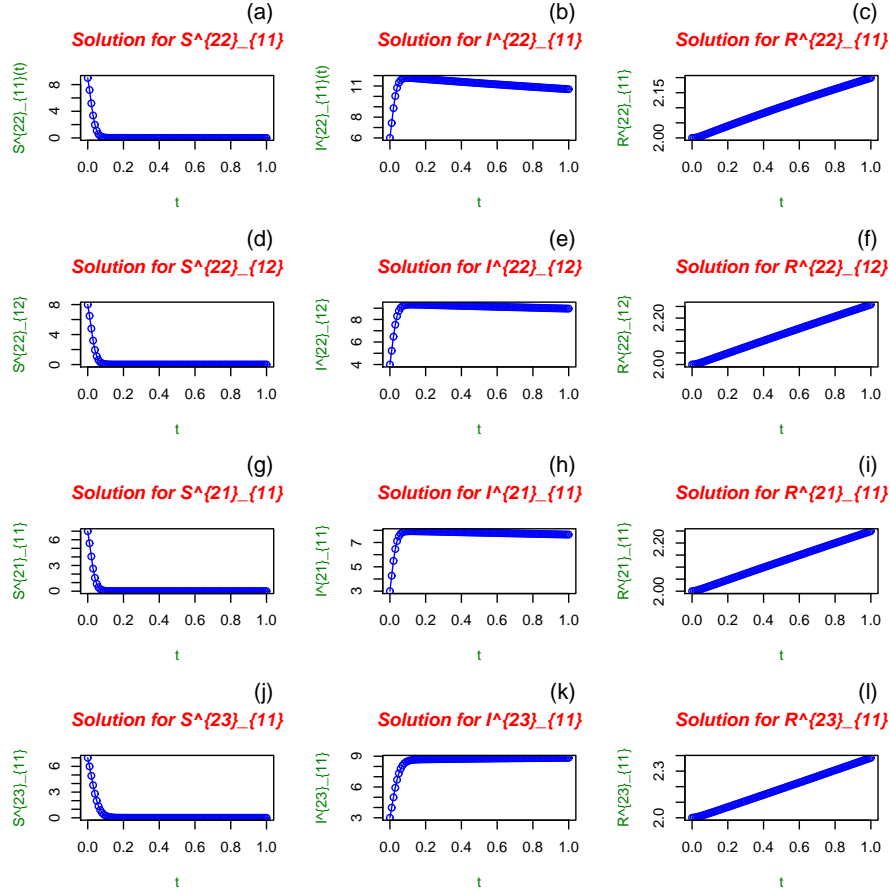 (a)
Solution for S^{22}_{11}
S^{22}_{11}(t)
0 4 8
0.0 0.2 0.4 0.6 0.8 1.0
t
(b)
Solution for I^{22}_{11}
I^{22}_{11}(t)
6 8 11
0.0 0.2 0.4 0.6 0.8 1.0
t
(c)
Solution for R^{22}_{11}
R^{22}_{11}
2.00 2.15
0.0 0.2 0.4 0.6 0.8 1.0
t
(d)
Solution for S^{22}_{12}
S^{22}_{12}
0 4 8
0.0 0.2 0.4 0.6 0.8 1.0
t
(e)
Solution for I^{22}_{12}
I^{22}_{12}
4 6 8
0.0 0.2 0.4 0.6 0.8 1.0
t
(f)
Solution for R^{22}_{12}
R^{22}_{12}
2.00 2.20
0.0 0.2 0.4 0.6 0.8 1.0
t
(g)
Solution for S^{21}_{11}
S^{21}_{11}
0 3 6
0.0 0.2 0.4 0.6 0.8 1.0
t
(h)
Solution for I^{21}_{11}
I^{21}_{11}
3 5 7
0.0 0.2 0.4 0.6 0.8 1.0
t
(i)
Solution for R^{21}_{11}
R^{21}_{11}
2.00 2.20
0.0 0.2 0.4 0.6 0.8 1.0
t
(j)
Solution for S^{23}_{11}
S^{23}_{11}
0 3 6
0.0 0.2 0.4 0.6 0.8 1.0
t
(k)
Solution for I^{23}_{11}
I^{23}_{11}
3 6 9
0.0 0.2 0.4 0.6 0.8 1.0
t
(l)
Solution for R^{23}_{11}
R^{23}_{11}
2.0 2.3
0.0 0.2 0.4 0.6 0.8 1.0
t